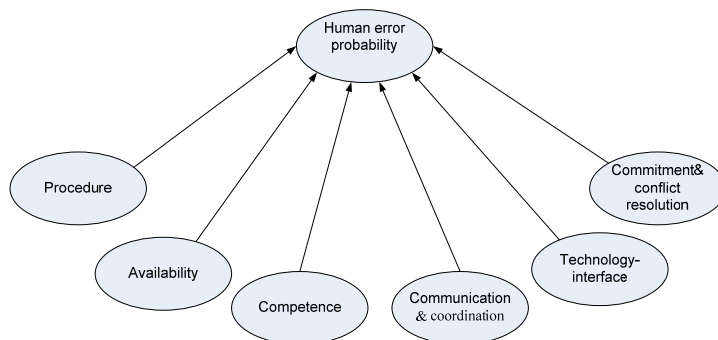 Human error
probability
Procedure
Availability
Competence
Communication
& coordination
Technology-
interface
Commitment&
conflict
resolution